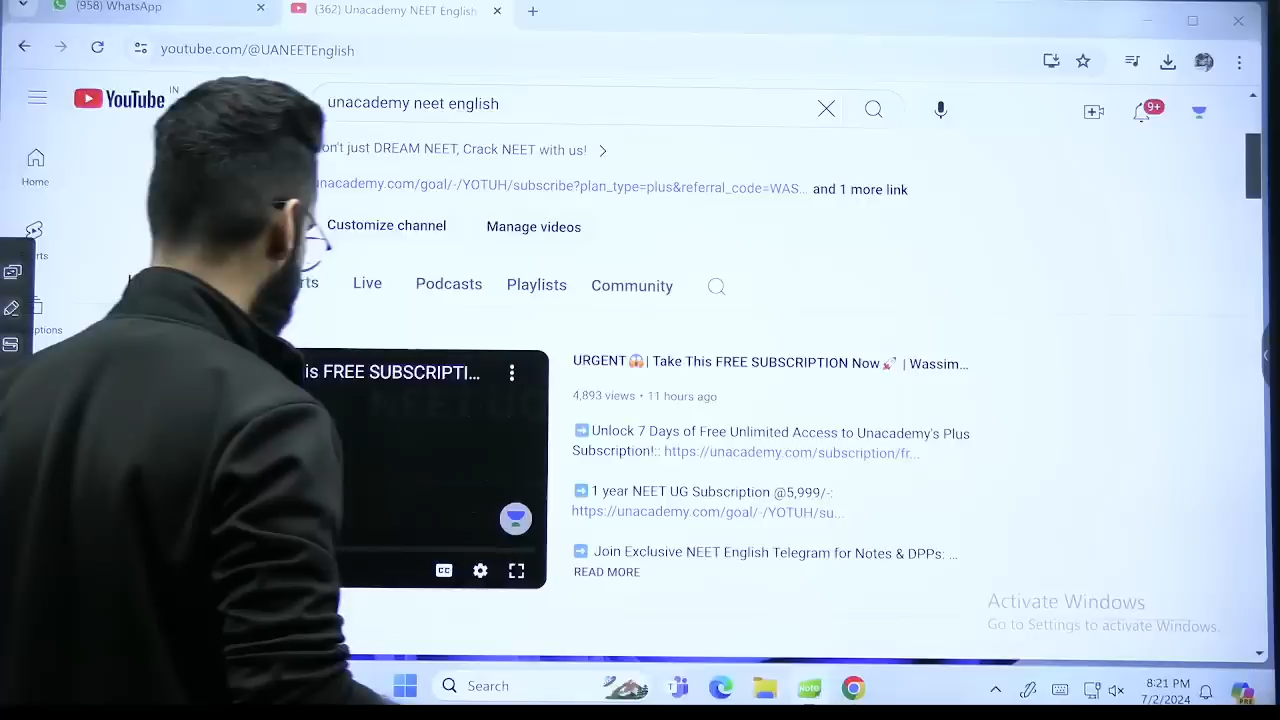 (958) WhatsApp
(362) Unacademy NEET English
youtube.com/@UANEETEnglish
YouTube IN
unacademy neet english
9+
on't just DREAM NEET, Crack NEET with us!
unacademy.com/goal/-/YOTUH/subscribe?plan_type=plus&referral_code=WAS... and 1 more link
Home
Customize channel Manage videos
rts
rts Live Podcasts Playlists Community
ptions
is FREE SUBSCRIPTI...
URGENT😱| Take This FREE SUBSCRIPTION Now🚀 | Wassim...
4,893 views • 11 hours ago
➡️Unlock 7 Days of Free Unlimited Access to Unacademy's Plus
Subscription!:: https://unacademy.com/subscription/fr...
➡️1 year NEET UG Subscription @5,999/-:
https://unacademy.com/goal/-/YOTUH/su...
➡️ Join Exclusive NEET English Telegram for Notes & DPPs: ...
READ MORE
CC
Activate Windows
Go to Settings to activate Windows.
Search
Note
8:21 PM
7/2/2024
PRE